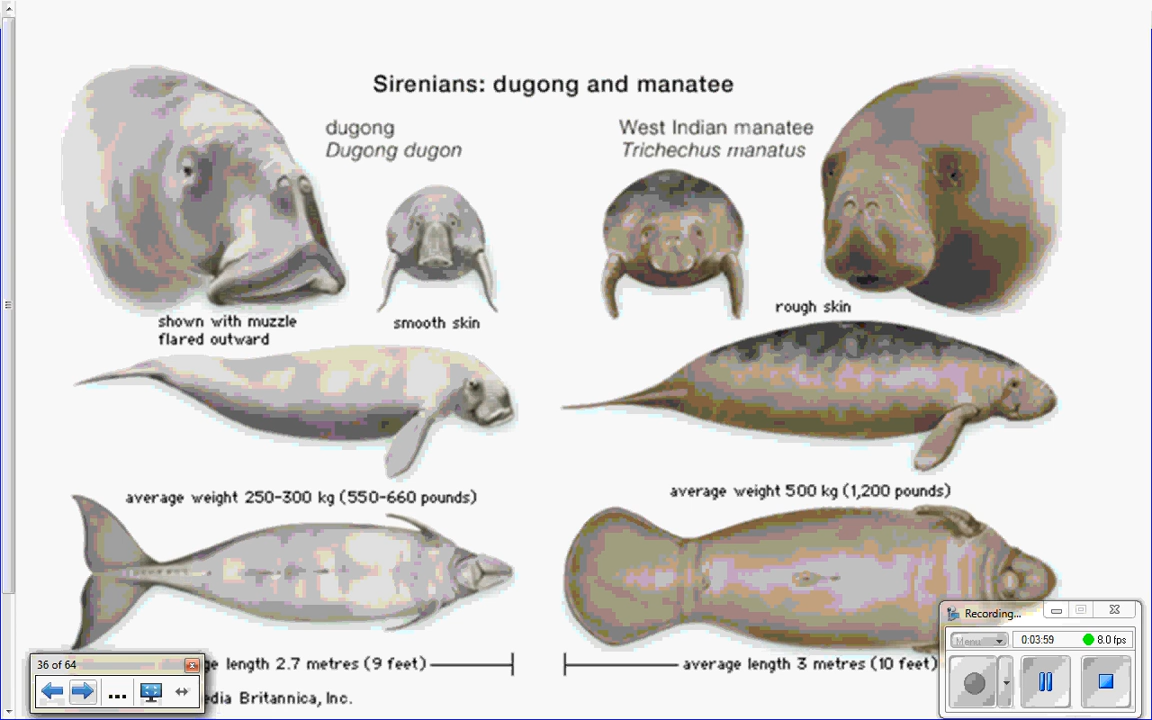 Sirenians: dugong and manatee
dugong
Dugong dugon
West Indian manatee
Trichechus manatus
shown with muzzle
flared outward
smooth skin
rough skin
average weight 250-300 kg (550-660 pounds)
average weight 500 kg (1,200 pounds)
length 2.7 metres (9 feet)
average length 3 metres (10 feet)
Britannica, Inc.
36 of 64
...
Recording...
Menu
0:03:59
8.0 fps